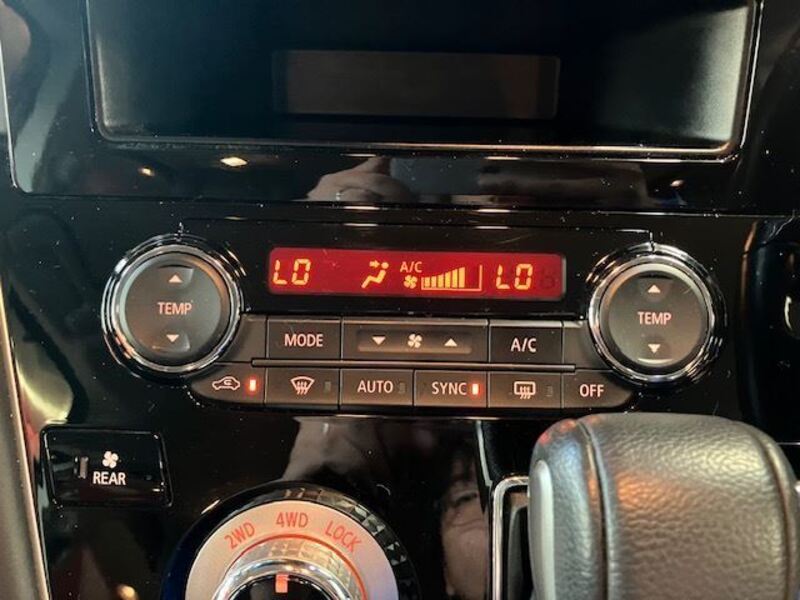 LO A/C LO
TEMP
TEMP
MODE A/C
AUTO SYNC OFF
REAR
2WD 4WD LOCK